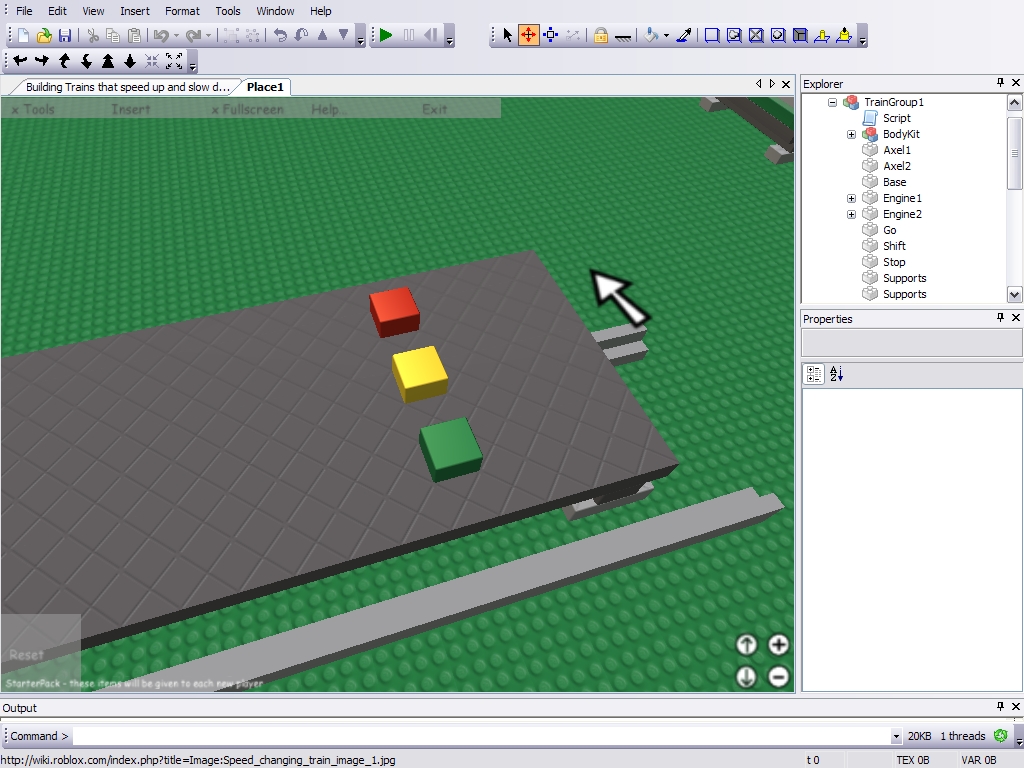 File Edit View Insert Format Tools Window Help
Building Trains that speed up and slow d... Place1
Explorer
x Tools Insert x Fullscreen Help... Exit
TrainGroup1
Script
BodyKit
Axel1
Axel2
Base
Engine1
Engine2
Go
Shift
Stop
Supports
Supports
Properties
Reset
StarterPack - these items will be given to each new player
Output
Command > 20KB 1 threads
http://wiki.roblox.com/index.php?title=Image:Speed_changing_train_image_1.jpg t 0 TEX 0B VAR 0B